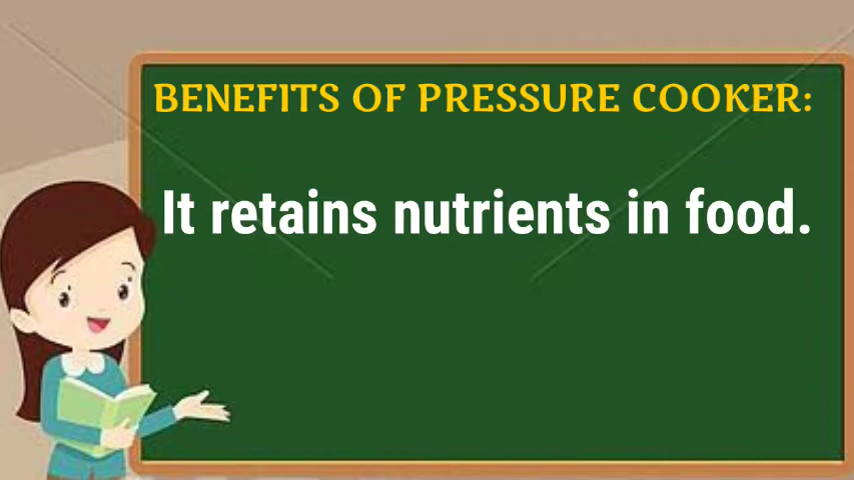 BENEFITS OF PRESSURE COOKER:
It retains nutrients in food.